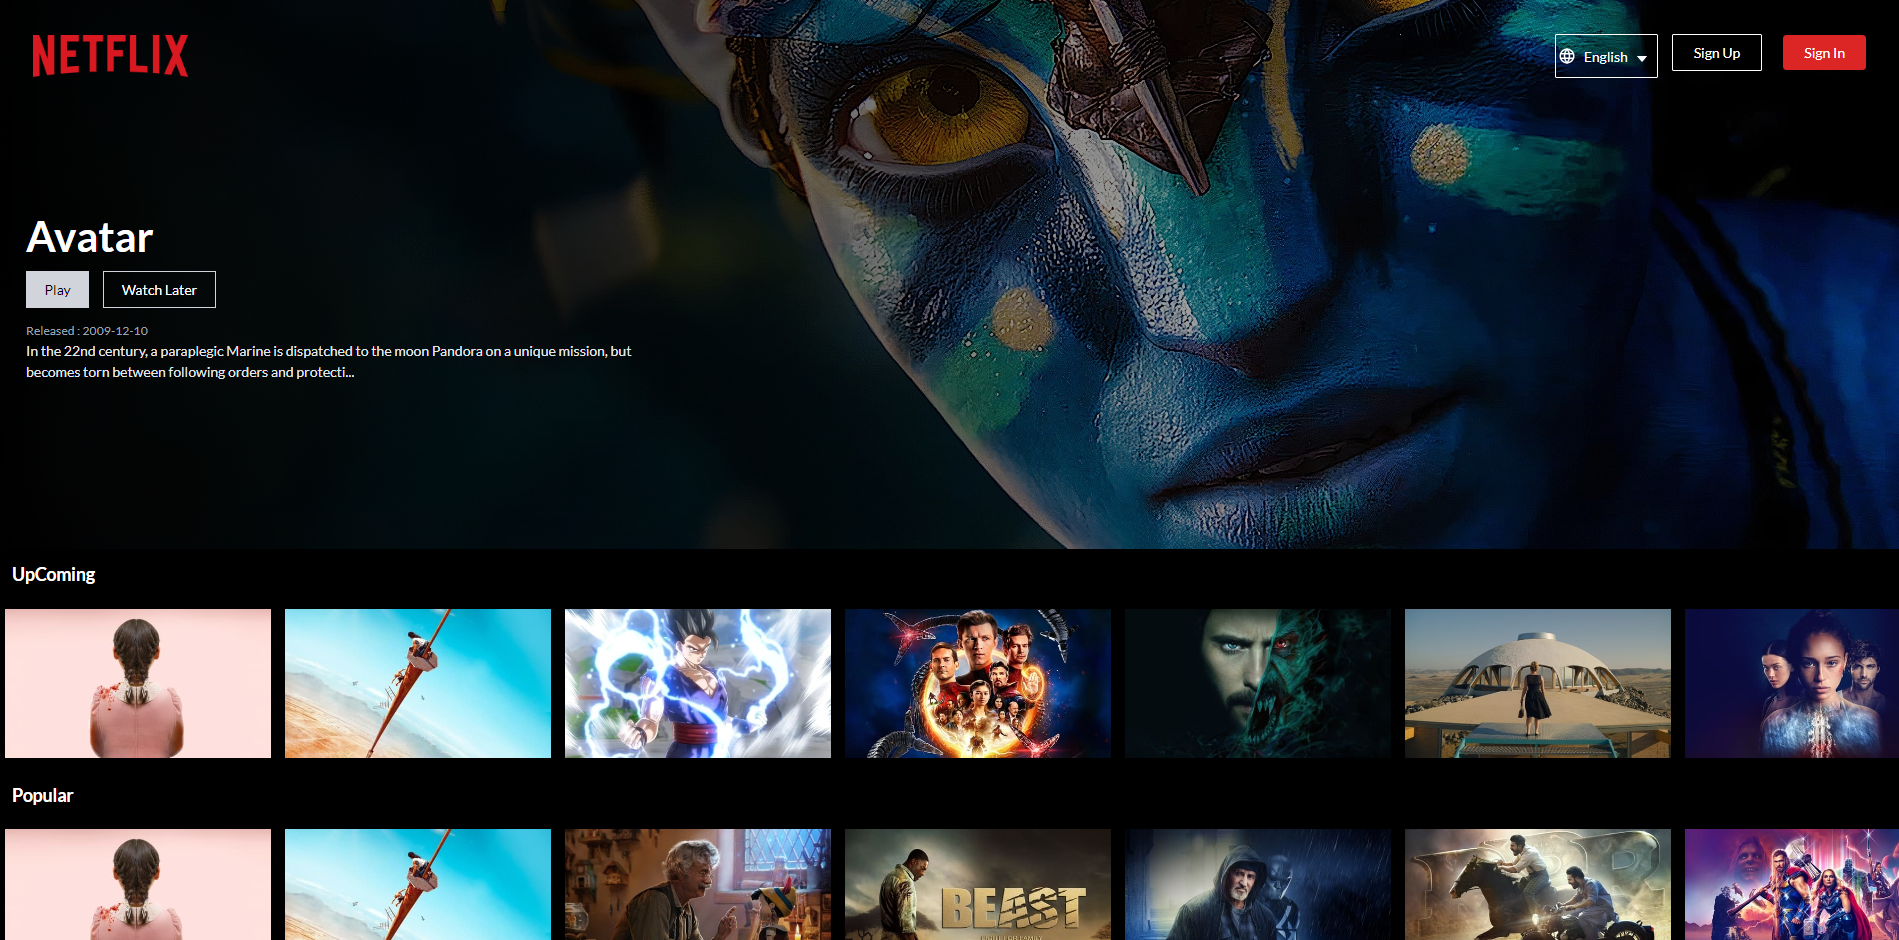 NETFLIX
English
Sign Up
Sign In
Avatar
Play
Watch Later
Released : 2009-12-10
In the 22nd century, a paraplegic Marine is dispatched to the moon Pandora on a unique mission, but
becomes torn between following orders and protecti...
UpComing
Popular
BEAST